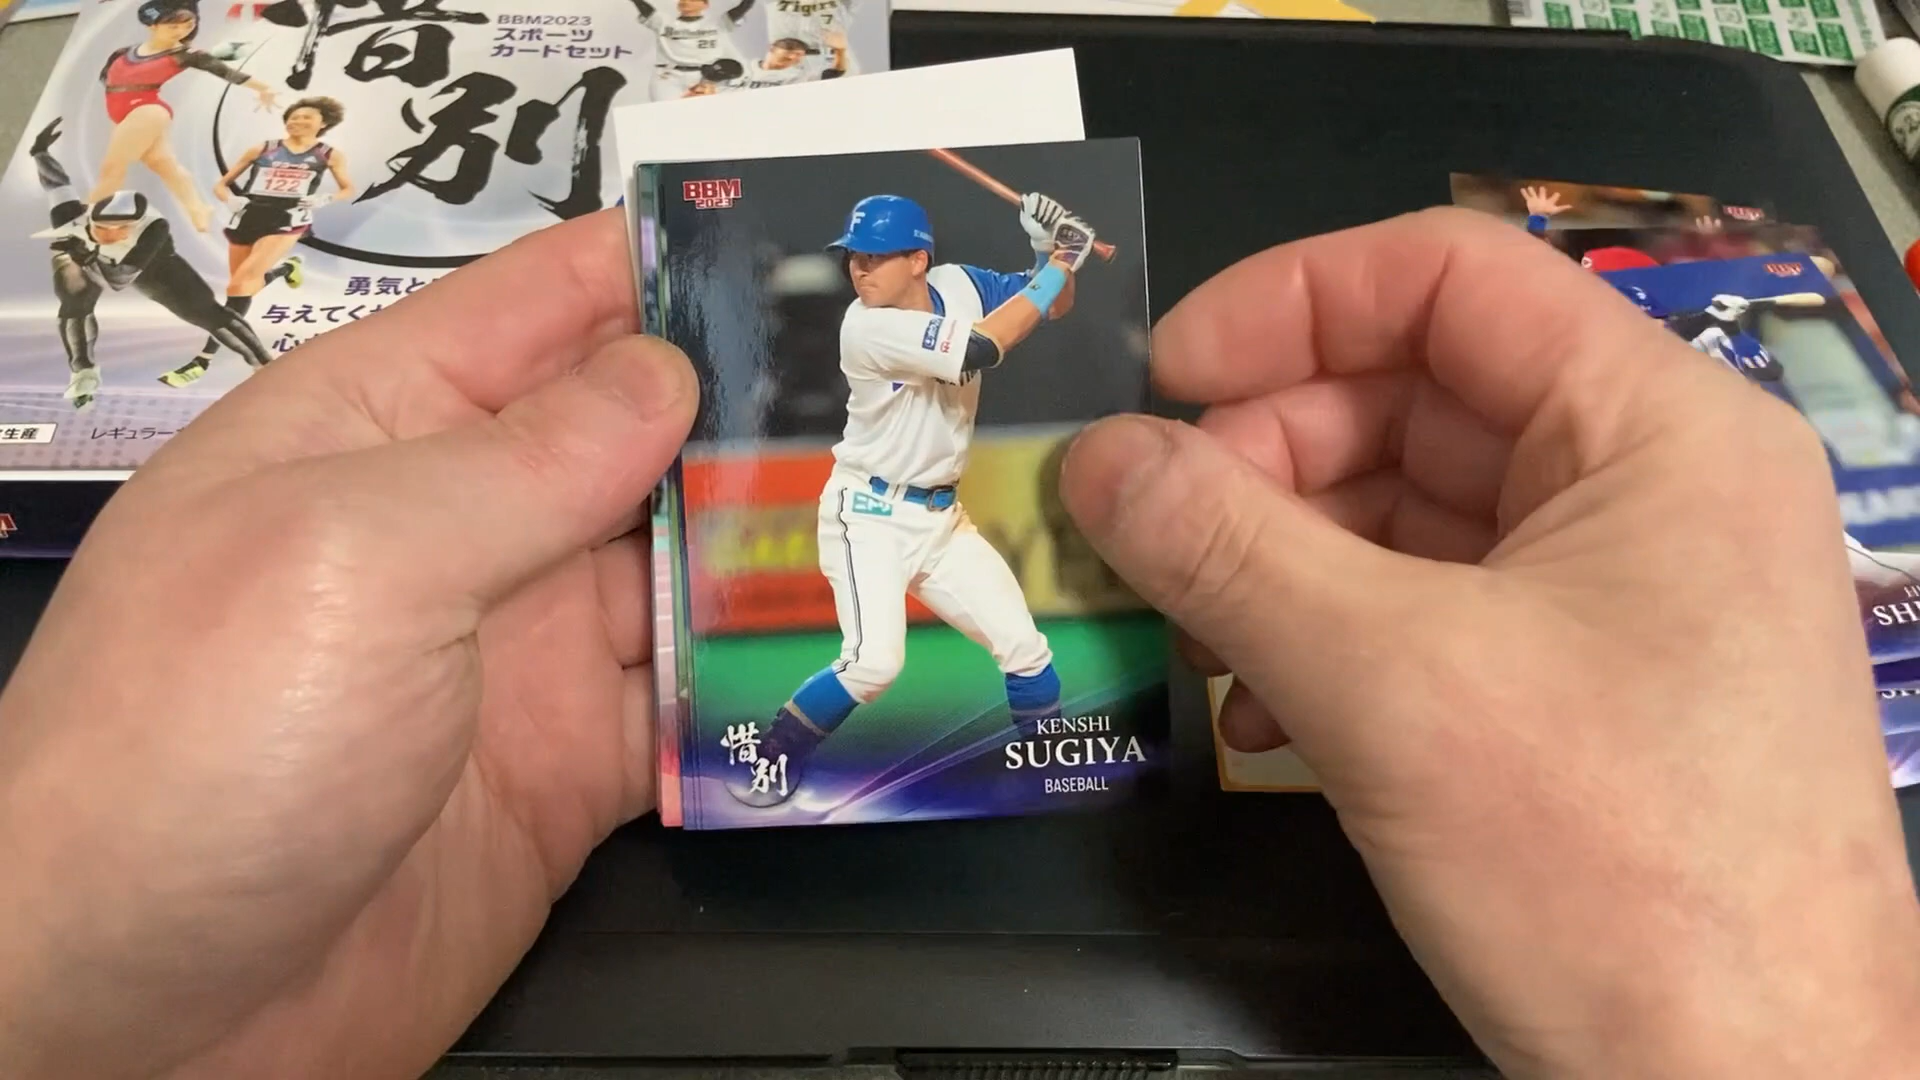 惜別
BBM2023
スポーツ
カードセット
Tigers
7
28
122
勇気と
与えてく
心
生産
レギュラー
BBM
2023
F
惜別
KENSHI
SUGIYA
BASEBALL
SHI